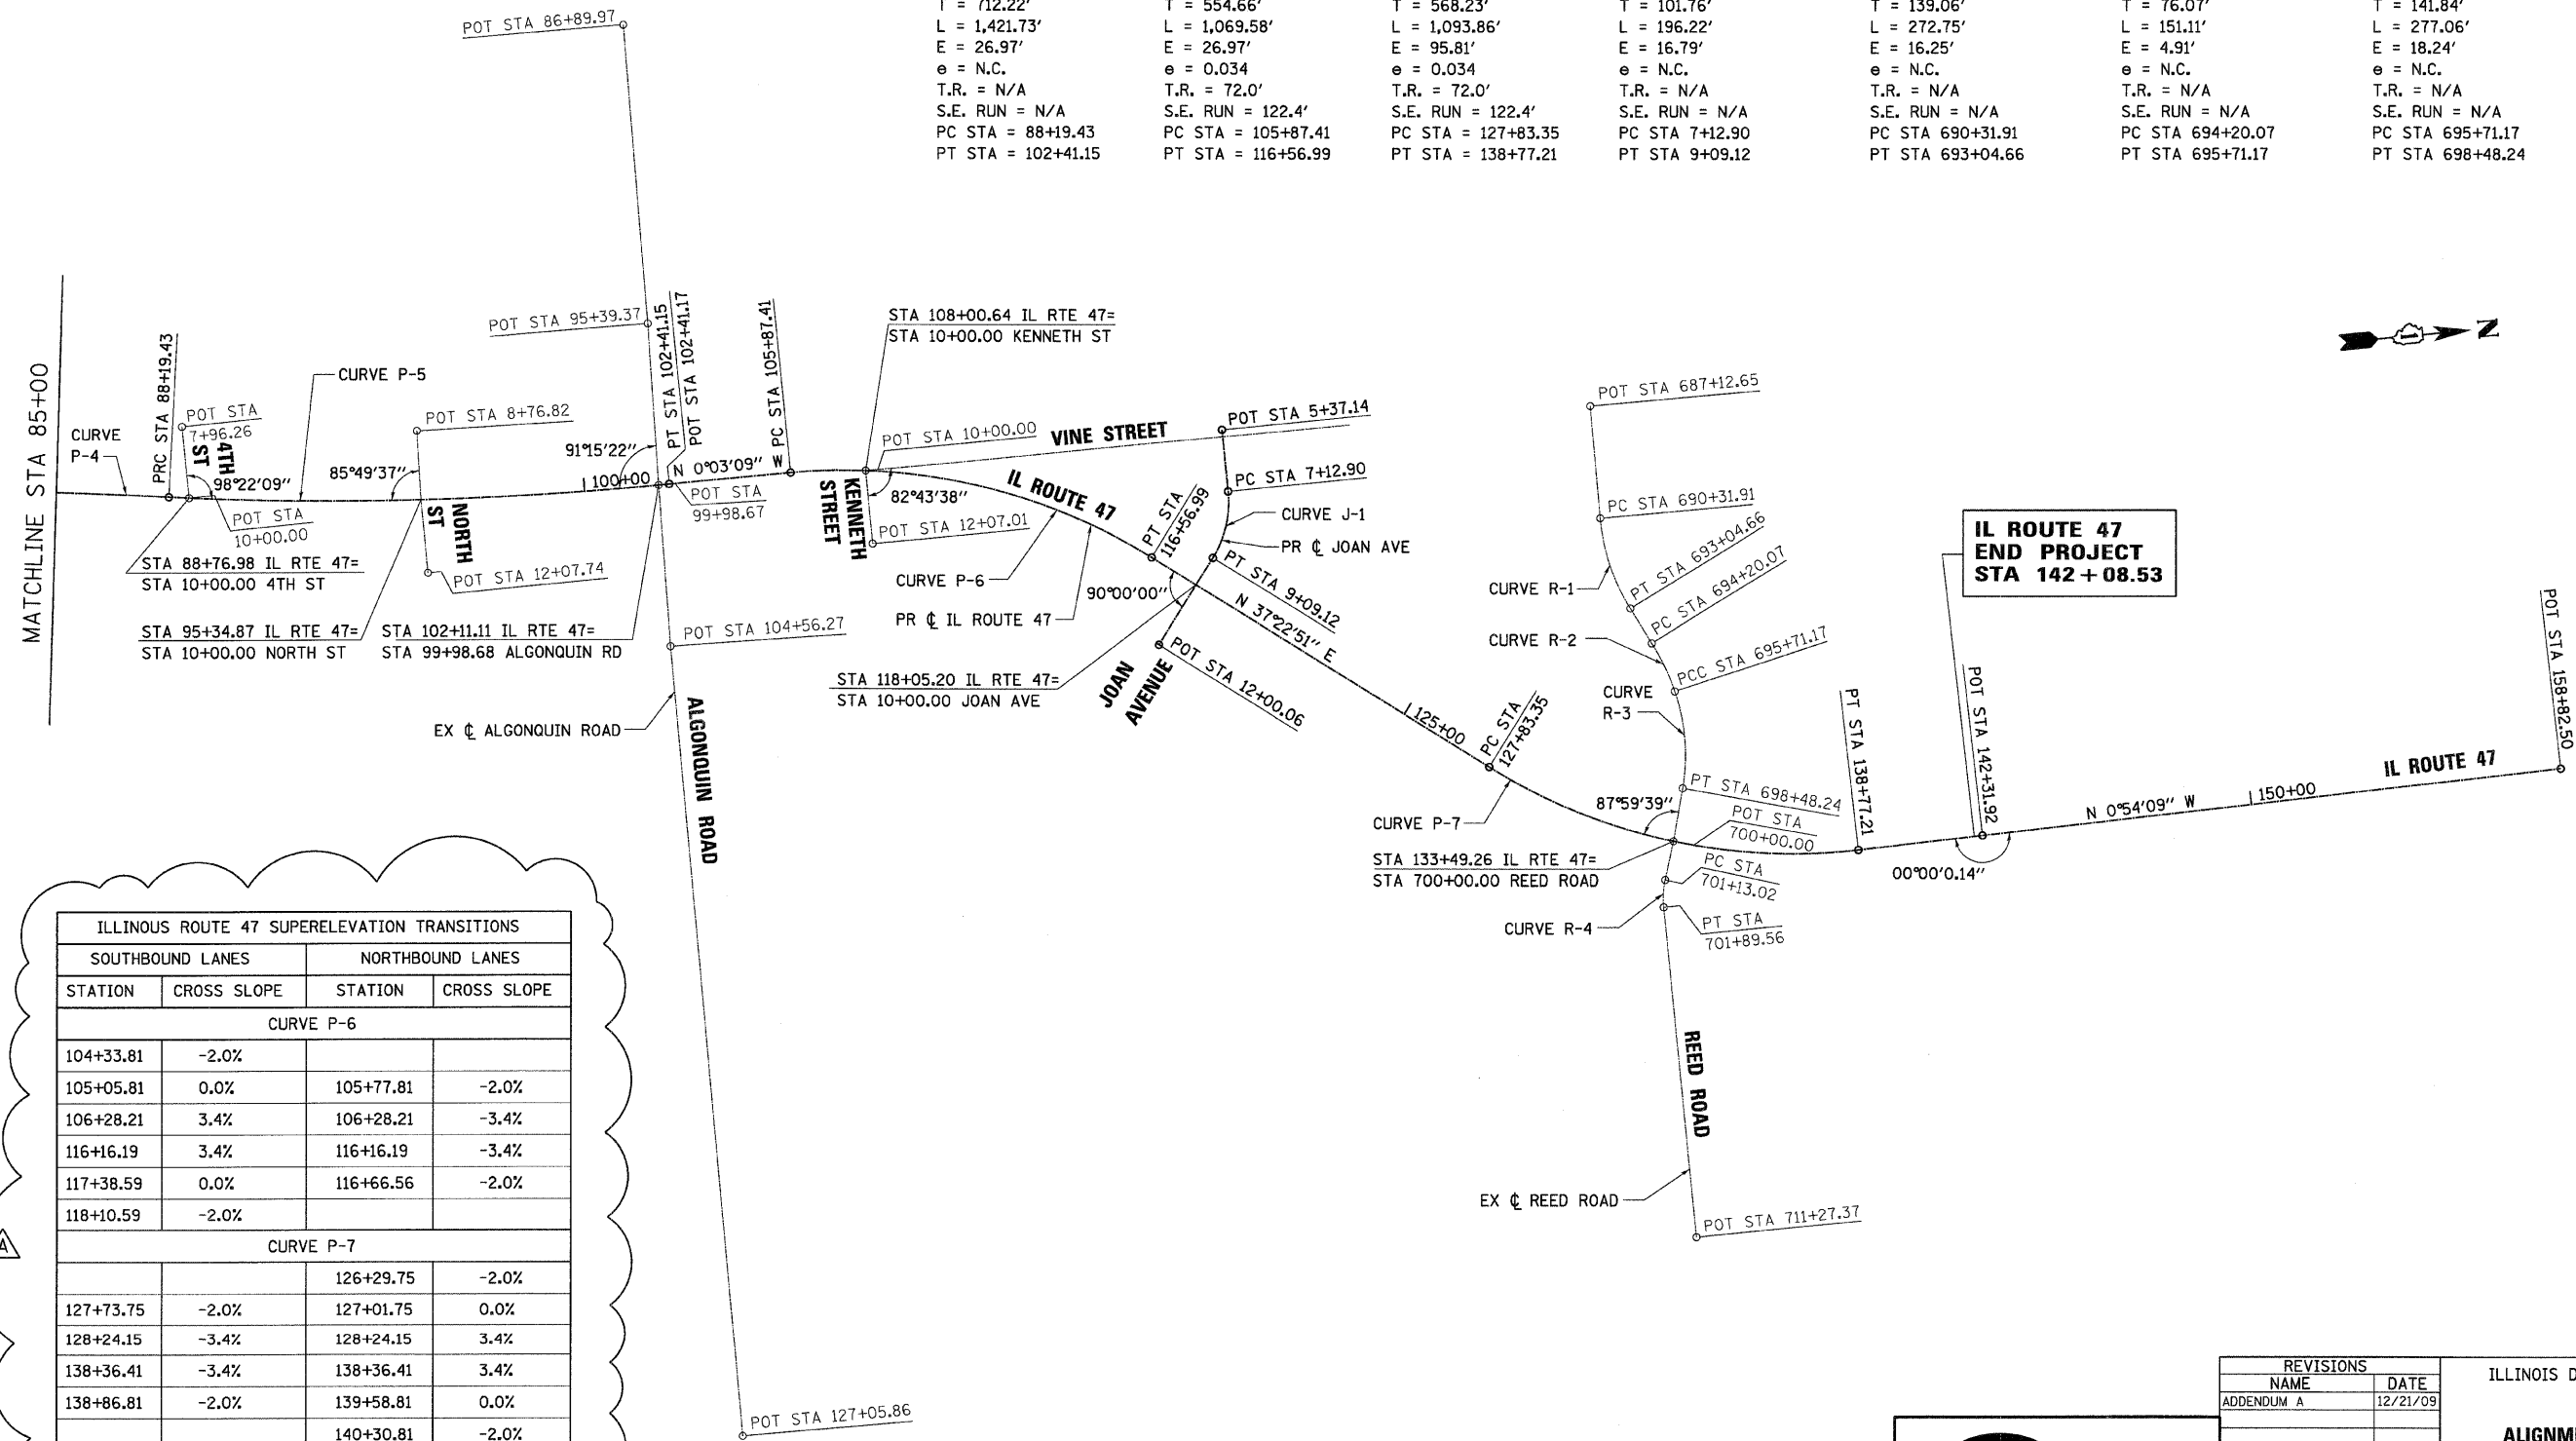 T = 712.22'
L = 1,421.73'
E = 26.97'
e = N.C.
T.R. = N/A
S.E. RUN = N/A
PC STA = 88+19.43
PT STA = 102+41.15
T = 554.66'
L = 1,069.58'
E = 26.97'
e = 0.034
T.R. = 72.0'
S.E. RUN = 122.4'
PC STA = 105+87.41
PT STA = 116+56.99
T = 568.23'
L = 1,093.86'
E = 95.81'
e = 0.034
T.R. = 72.0'
S.E. RUN = 122.4'
PC STA = 127+83.35
PT STA = 138+77.21
T = 101.76'
L = 196.22'
E = 16.79'
e = N.C.
T.R. = N/A
S.E. RUN = N/A
PC STA 7+12.90
PT STA 9+09.12
T = 139.06'
L = 272.75'
E = 16.25'
e = N.C.
T.R. = N/A
S.E. RUN = N/A
PC STA 690+31.91
PT STA 693+04.66
T = 76.07'
L = 151.11'
E = 4.91'
e = N.C.
T.R. = N/A
S.E. RUN = N/A
PC STA 694+20.07
PT STA 695+71.17
T = 141.84'
L = 277.06'
E = 18.24'
e = N.C.
T.R. = N/A
S.E. RUN = N/A
PC STA 695+71.17
PT STA 698+48.24
POT STA 86+89.97
POT STA 95+39.37
MATCHLINE STA 85+00
CURVE
P-4
PRC STA 88+19.43
POT STA
7+96.26
4TH
ST
98°22'09"
POT STA
10+00.00
STA 88+76.98 IL RTE 47=
STA 10+00.00 4TH ST
CURVE P-5
POT STA 8+76.82
85°49'37"
NORTH
ST
POT STA 12+07.74
STA 95+34.87 IL RTE 47=
STA 10+00.00 NORTH ST
91°15'22"
100+00
STA 102+11.11 IL RTE 47=
STA 99+98.68 ALGONQUIN RD
PT STA 102+41.15
POT STA 102+41.17
N 0°03'09" W
POT STA
99+98.67
PC STA 105+87.41
STA 108+00.64 IL RTE 47=
STA 10+00.00 KENNETH ST
POT STA 10+00.00
VINE STREET
POT STA 5+37.14
KENNETH
STREET
82°43'38"
POT STA 12+07.01
IL ROUTE 47
PT STA
116+56.99
PC STA 7+12.90
CURVE J-1
PR ℄ JOAN AVE
CURVE P-6
PR ℄ IL ROUTE 47
90°00'00"
PT STA 9+09.12
N 37°22'51" E
STA 118+05.20 IL RTE 47=
STA 10+00.00 JOAN AVE
JOAN
AVENUE
POT STA 12+00.06
POT STA 104+56.27
EX ℄ ALGONQUIN ROAD
ALGONQUIN ROAD
POT STA 127+05.86
125+00
PC STA
127+83.35
POT STA 687+12.65
PC STA 690+31.91
CURVE R-1
PT STA 693+04.66
PC STA 694+20.07
CURVE R-2
PCC STA 695+71.17
CURVE
R-3
PT STA 698+48.24
87°59'39"
POT STA
700+00.00
CURVE P-7
STA 133+49.26 IL RTE 47=
STA 700+00.00 REED ROAD
PC STA
701+13.02
CURVE R-4
PT STA
701+89.56
REED ROAD
EX ℄ REED ROAD
POT STA 711+27.37
PT STA 138+77.21
POT STA 142+31.92
00°00'0.14"
N 0°54'09" W
150+00
IL ROUTE 47
POT STA 158+82.50
N
IL ROUTE 47
END PROJECT
STA 142+08.53
ILLINOUS ROUTE 47 SUPERELEVATION TRANSITIONS
SOUTHBOUND LANES NORTHBOUND LANES
STATION CROSS SLOPE STATION CROSS SLOPE
CURVE P-6
104+33.81 -2.0%
105+05.81 0.0% 105+77.81 -2.0%
106+28.21 3.4% 106+28.21 -3.4%
116+16.19 3.4% 116+16.19 -3.4%
117+38.59 0.0% 116+66.56 -2.0%
118+10.59 -2.0%
CURVE P-7
126+29.75 -2.0%
127+73.75 -2.0% 127+01.75 0.0%
128+24.15 -3.4% 128+24.15 3.4%
138+36.41 -3.4% 138+36.41 3.4%
138+86.81 -2.0% 139+58.81 0.0%
140+30.81 -2.0%
A
REVISIONS
NAME DATE
ADDENDUM A 12/21/09
ILLINOIS D
ALIGNM